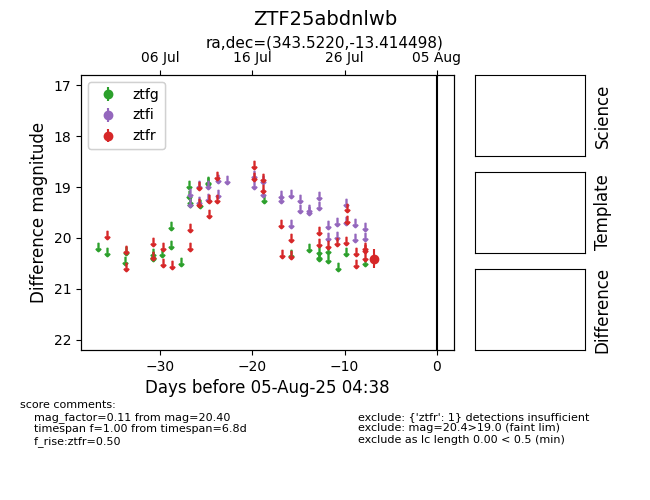 ZTF25abdnlwb
ra,dec=(343.5220,-13.414498)
06 Jul 16 Jul 26 Jul 05 Aug
ztfg
ztfi
ztfr
17
18
19
20
21
22
Difference magnitude
−30 −20 −10 0
Days before 05-Aug-25 04:38
Science
Template
Difference
score comments:
mag_factor=0.11 from mag=20.40
timespan f=1.00 from timespan=6.8d
f_rise:ztfr=0.50
exclude: {'ztfr': 1} detections insufficient
exclude: mag=20.4>19.0 (faint lim)
exclude as lc length 0.00 < 0.5 (min)